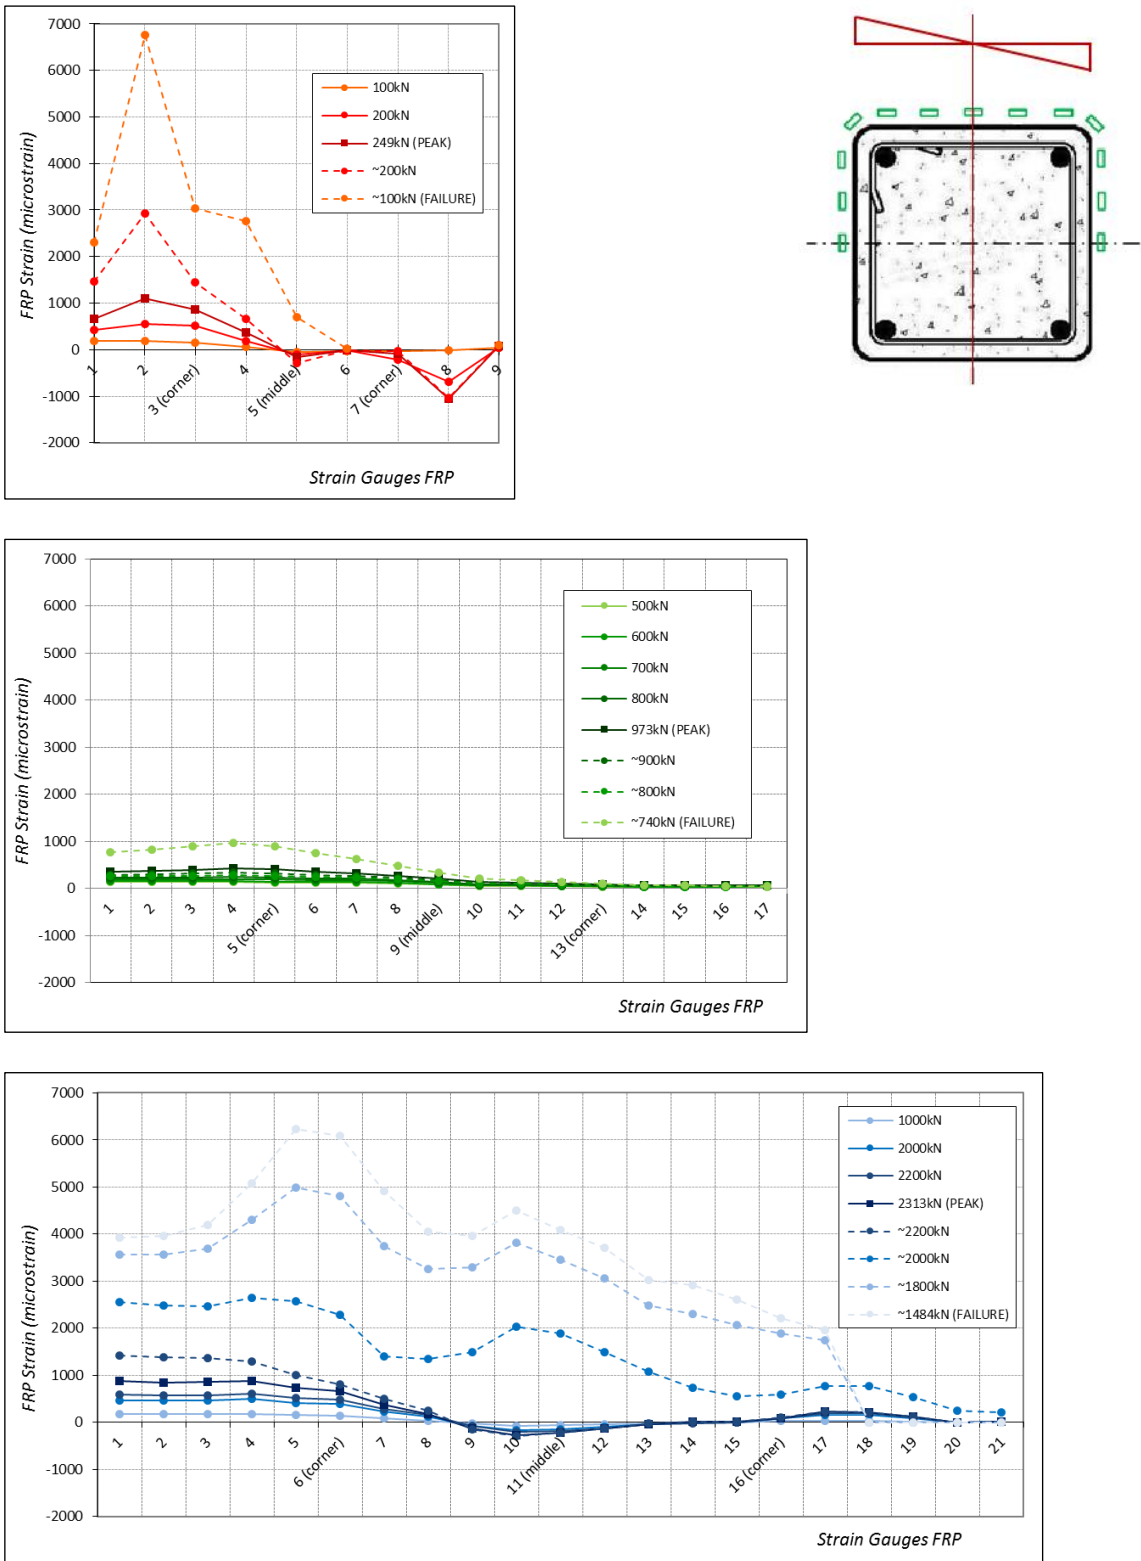 7000
6000
5000
4000
3000
2000
1000
0
-1000
-2000
FRP Strain (microstrain)
100kN
200kN
249kN (PEAK)
~200kN
~100kN (FAILURE)
1
2
3 (corner)
4
5 (middle)
6
7 (corner)
8
9
Strain Gauges FRP
7000
6000
5000
4000
3000
2000
1000
0
-1000
-2000
FRP Strain (microstrain)
500kN
600kN
700kN
800kN
973kN (PEAK)
~900kN
~800kN
~740kN (FAILURE)
1
2
3
4
5 (corner)
6
7
8
9 (middle)
10
11
12
13 (corner)
14
15
16
17
Strain Gauges FRP
7000
6000
5000
4000
3000
2000
1000
0
-1000
-2000
FRP Strain (microstrain)
1000kN
2000kN
2200kN
2313kN (PEAK)
~2200kN
~2000kN
~1800kN
~1484kN (FAILURE)
1
2
3
4
5
6 (corner)
7
8
9
10
11 (middle)
12
13
14
15
16 (corner)
17
18
19
20
21
Strain Gauges FRP